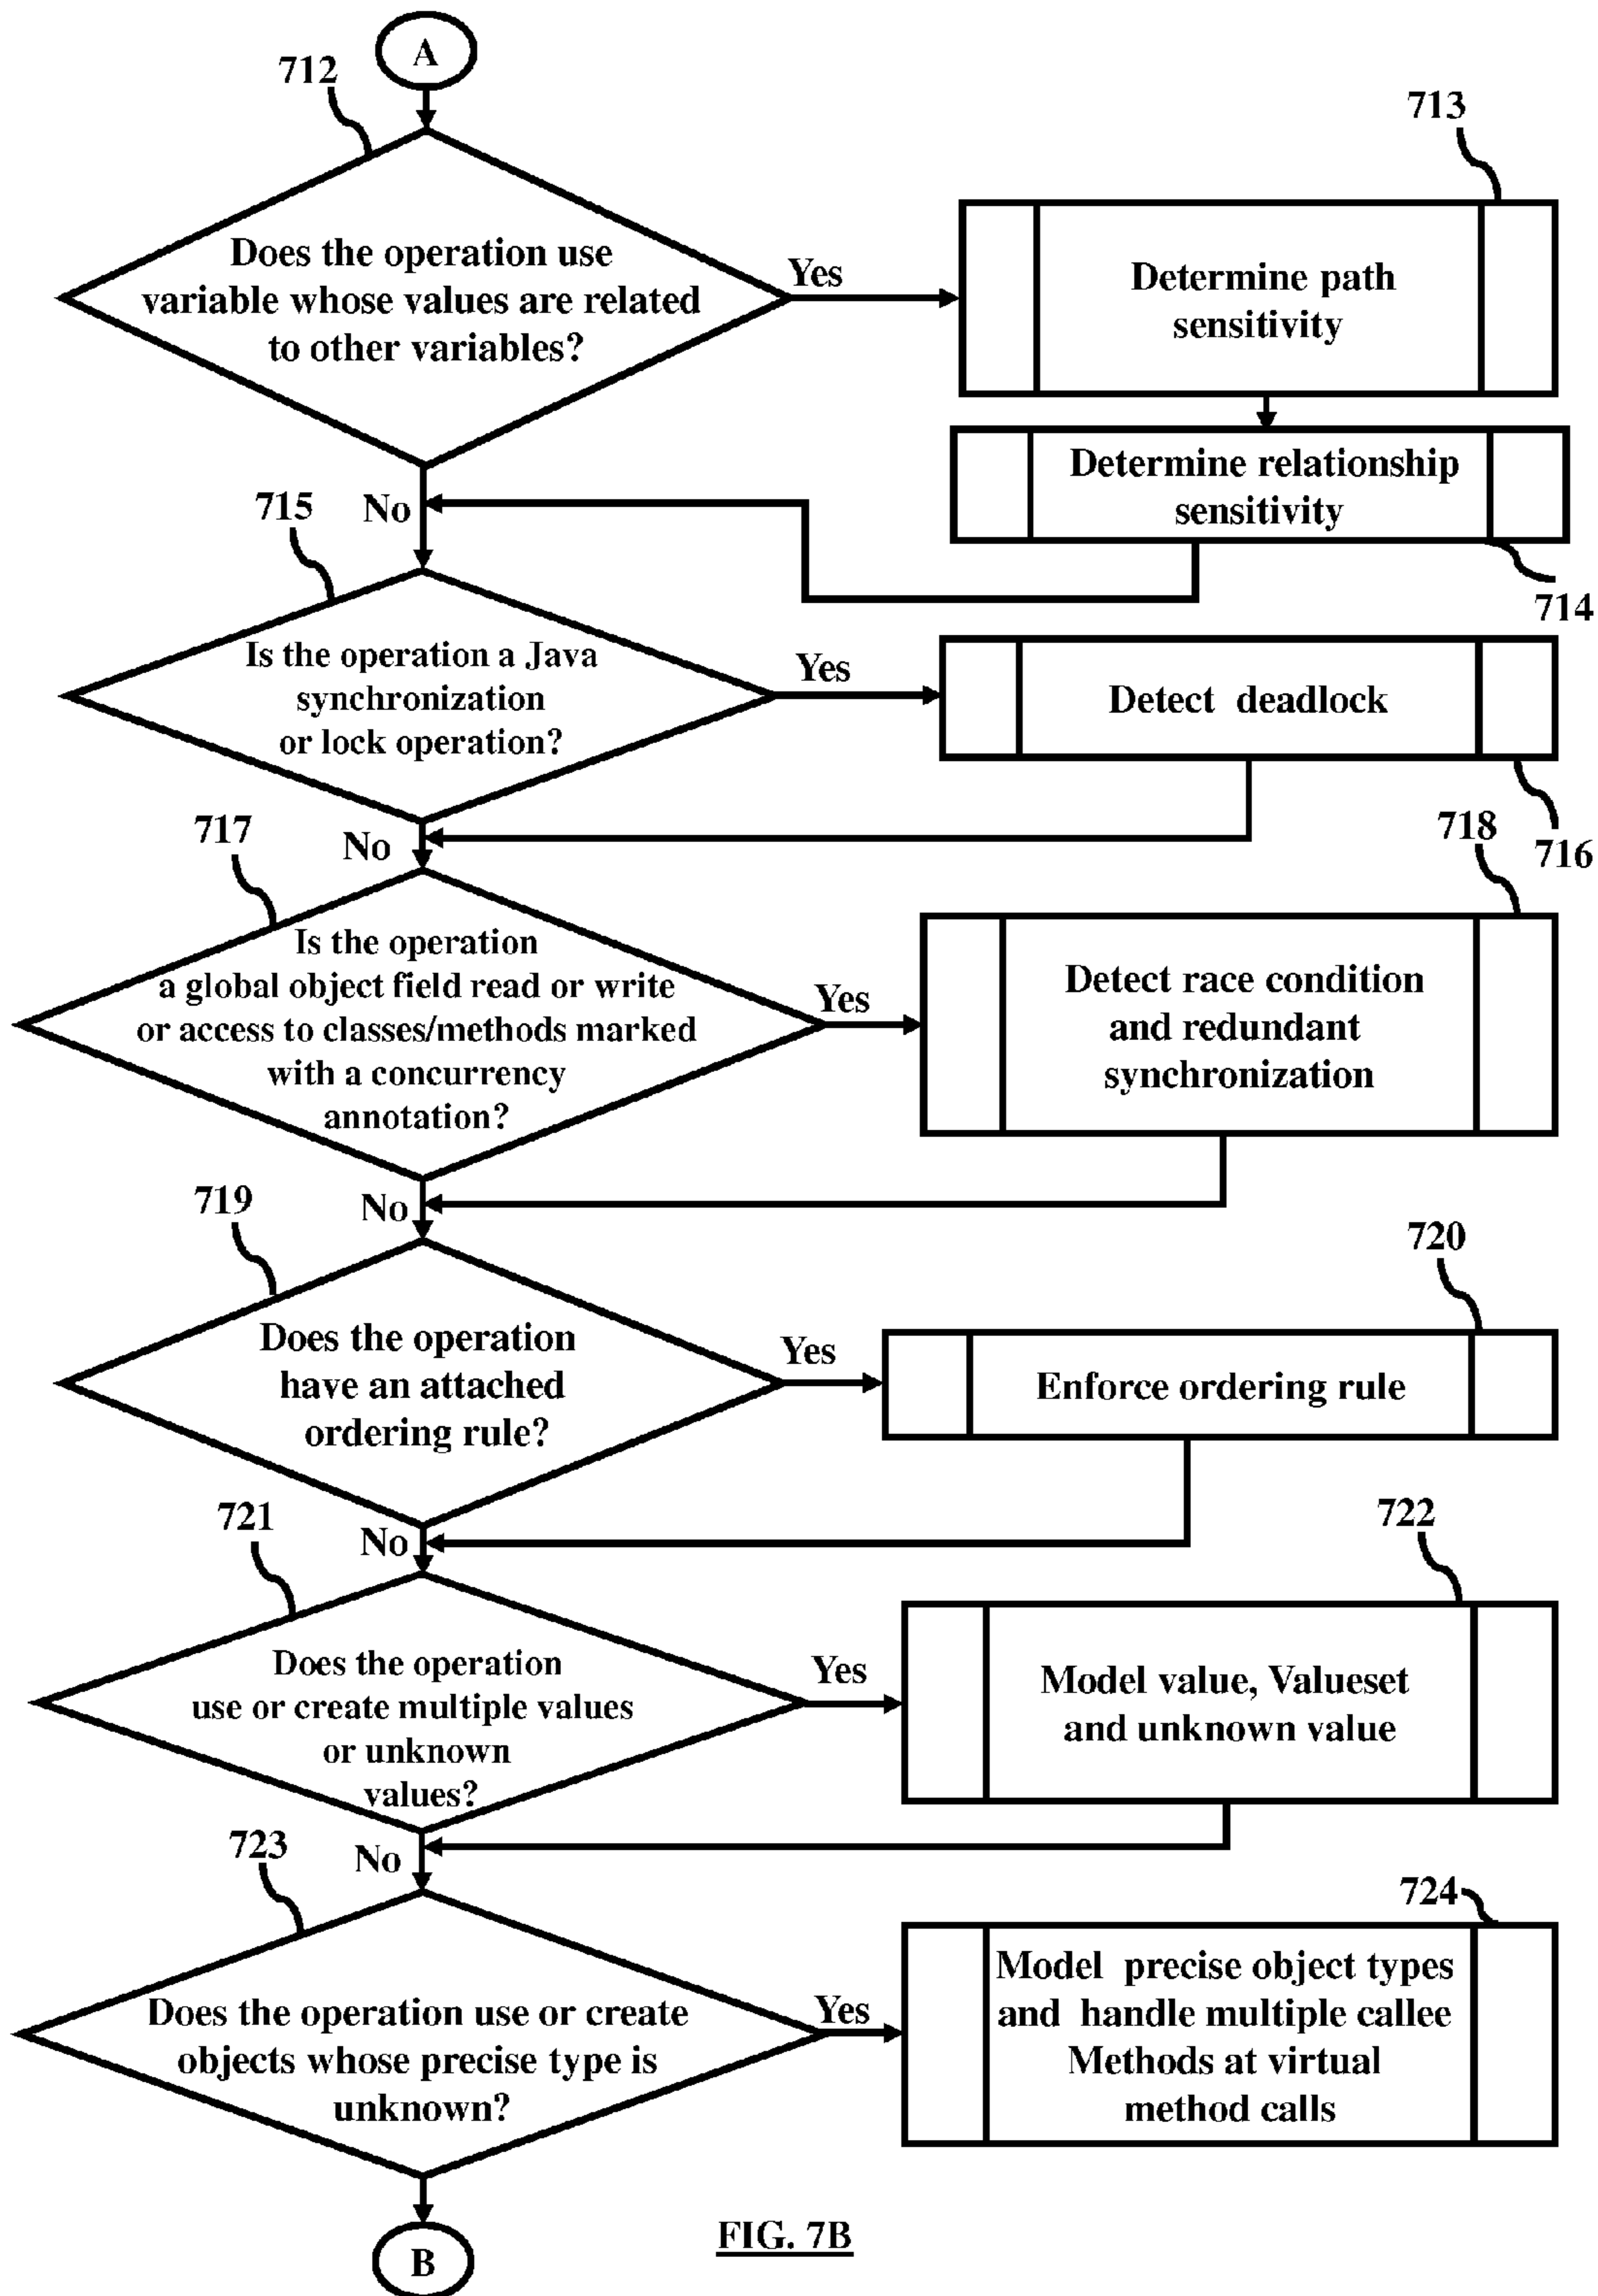 A
712
713
Does the operation use
variable whose values are related
to other variables?
Yes
Determine path
sensitivity
Determine relationship
sensitivity
714
No
715
Is the operation a Java
synchronization
or lock operation?
Yes
Detect deadlock
716
No
717
718
Is the operation
a global object field read or write
or access to classes/methods marked
with a concurrency
annotation?
Yes
Detect race condition
and redundant
synchronization
No
719
720
Does the operation
have an attached
ordering rule?
Yes
Enforce ordering rule
No
721
722
Does the operation
use or create multiple values
or unknown
values?
Yes
Model value, Valueset
and unknown value
No
723
724
Does the operation use or create
objects whose precise type is
unknown?
Yes
Model precise object types
and handle multiple callee
Methods at virtual
method calls
B
FIG. 7B